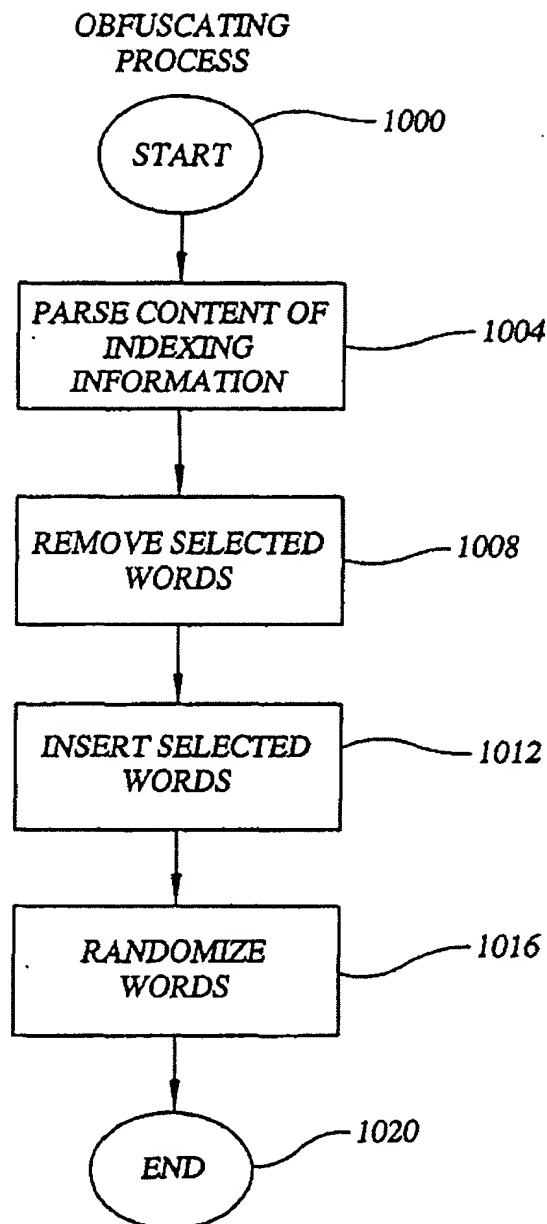 OBFUSCATING
PROCESS
1000
START
PARSE CONTENT OF
INDEXING
INFORMATION
1004
REMOVE SELECTED
WORDS
1008
INSERT SELECTED
WORDS
1012
RANDOMIZE
WORDS
1016
1020
END